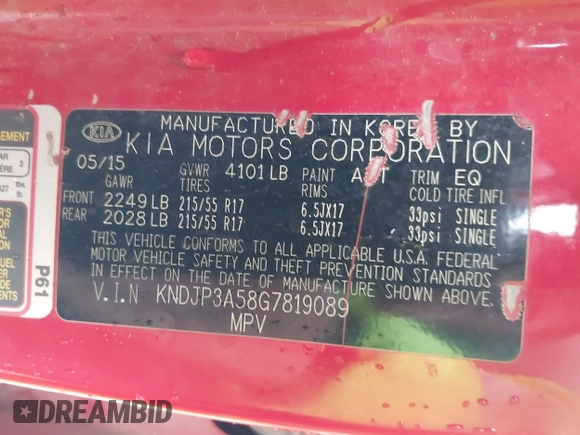 MANUFACTURED IN KOREA BY
KIA KIA MOTORS CORPORATION
05/15 GVWR 4101 LB PAINT TRIM EQ
GAWR TIRES RIMS COLD TIRE INFL
FRONT 2249 LB 215/55 R17 6.5JX17 33psi SINGLE
REAR 2028 LB 215/55 R17 6.5JX17 33psi SINGLE
THIS VEHICLE CONFORMS TO ALL APPLICABLE U.S.A. FEDERAL
MOTOR VEHICLE SAFETY AND THEFT PREVENTION STANDARDS
IN EFFECT ON THE DATE OF MANUFACTURE SHOWN ABOVE.
V.I.N KNDJP3A58G7819089
MPV
P61
DREAMBID